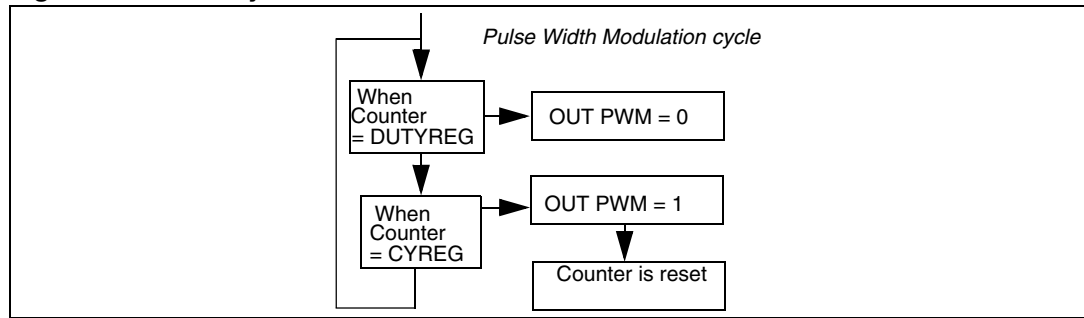 Pulse Width Modulation cycle
When
Counter
= DUTYREG
OUT PWM = 0
When
Counter
= CYREG
OUT PWM = 1
Counter is reset